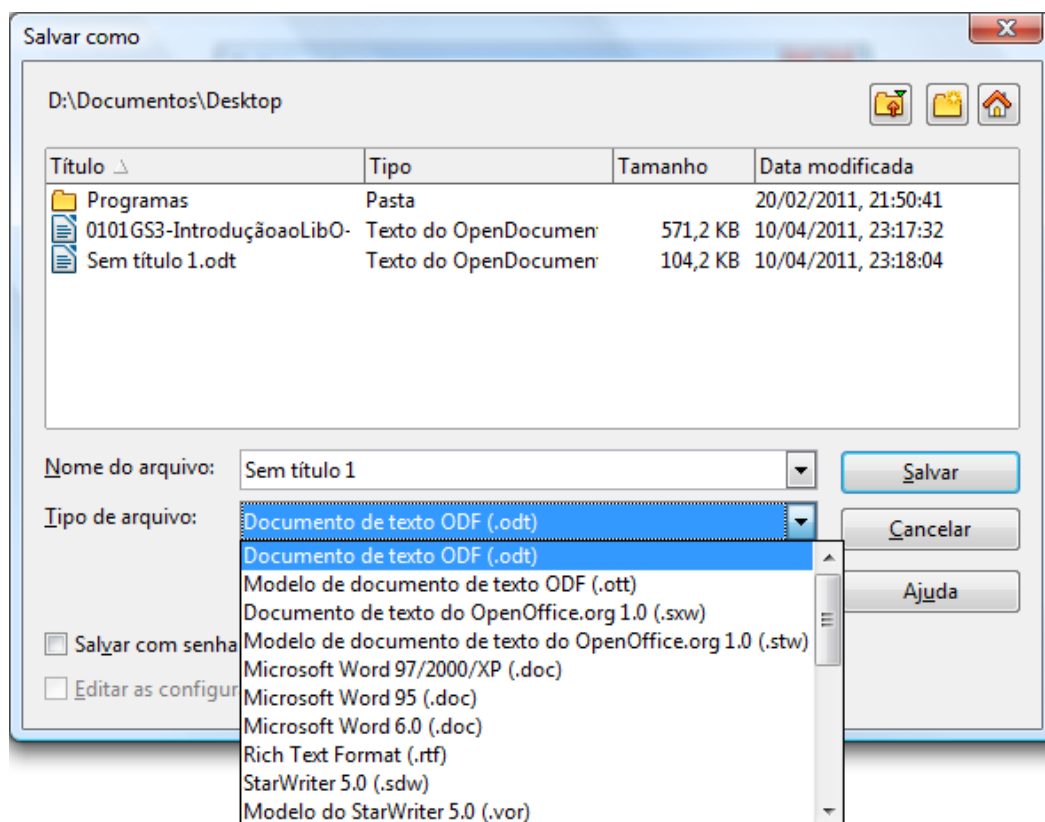 Salvar como
D:\Documentos\Desktop
Título Tipo Tamanho Data modificada
Programas Pasta 20/02/2011, 21:50:41
0101GS3-IntroduçãoaoLibO- Texto do OpenDocumen 571,2 KB 10/04/2011, 23:17:32
Sem título 1.odt Texto do OpenDocumen 104,2 KB 10/04/2011, 23:18:04
Nome do arquivo: Sem título 1 Salvar
Tipo de arquivo: Documento de texto ODF (.odt) Cancelar
Documento de texto ODF (.odt)
Modelo de documento de texto ODF (.ott) Ajuda
Documento de texto do OpenOffice.org 1.0 (.sxw)
Salvar com senha Modelo de documento de texto do OpenOffice.org 1.0 (.stw)
Microsoft Word 97/2000/XP (.doc)
Editar as configur Microsoft Word 95 (.doc)
Microsoft Word 6.0 (.doc)
Rich Text Format (.rtf)
StarWriter 5.0 (.sdw)
Modelo do StarWriter 5.0 (.vor)